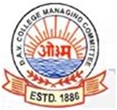 D.A.V. COLLEGE MANAGING COMMITTEE
ओ३म्
ESTD. 1886